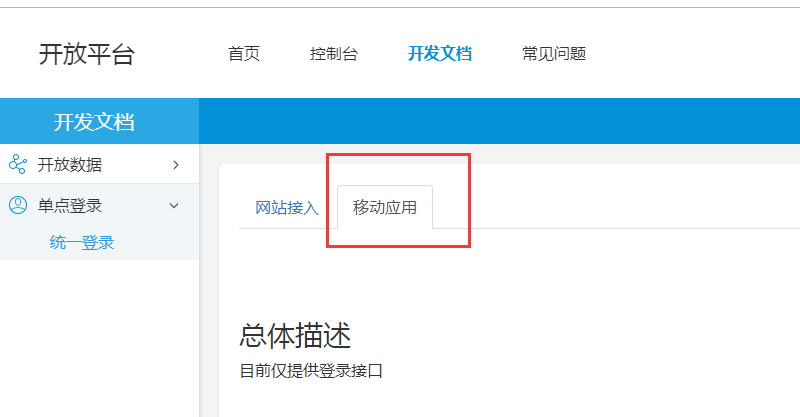 开放平台 首页 控制台 开发文档 常见问题
开发文档
开放数据
单点登录
统一登录
网站接入 移动应用
总体描述
目前仅提供登录接口